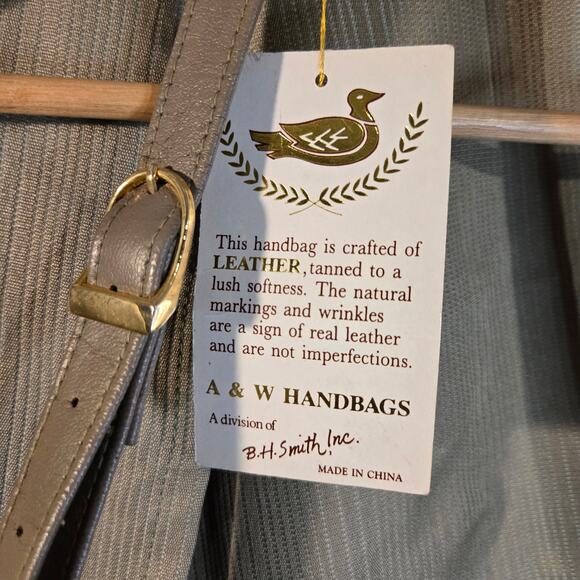 This handbag is crafted of
LEATHER, tanned to a
lush softness. The natural
markings and wrinkles
are a sign of real leather
and are not imperfections.
A & W HANDBAGS
A division of
B.H. Smith, Inc.
MADE IN CHINA